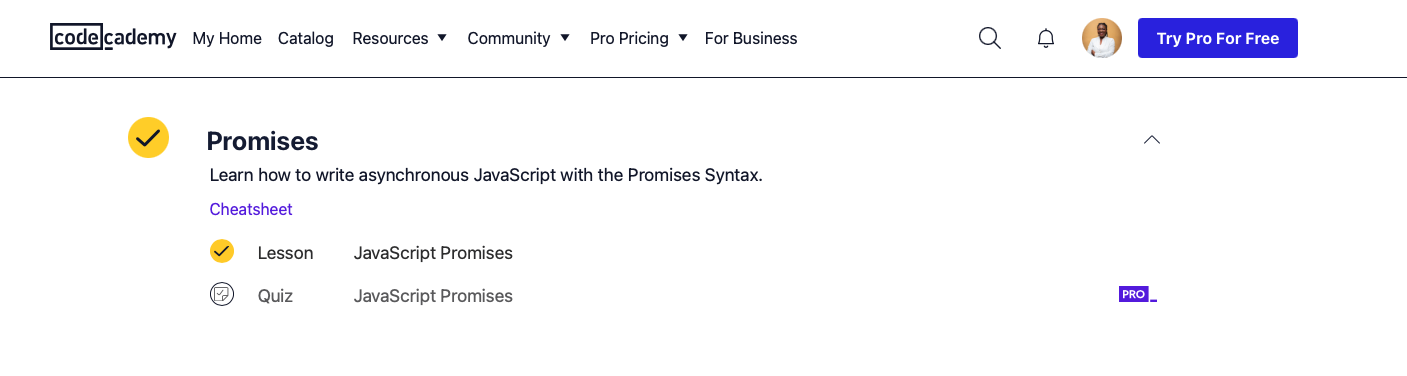 codecademy My Home Catalog Resources Community Pro Pricing For Business Try Pro For Free
Promises
Learn how to write asynchronous JavaScript with the Promises Syntax.
Cheatsheet
Lesson JavaScript Promises
Quiz JavaScript Promises PRO